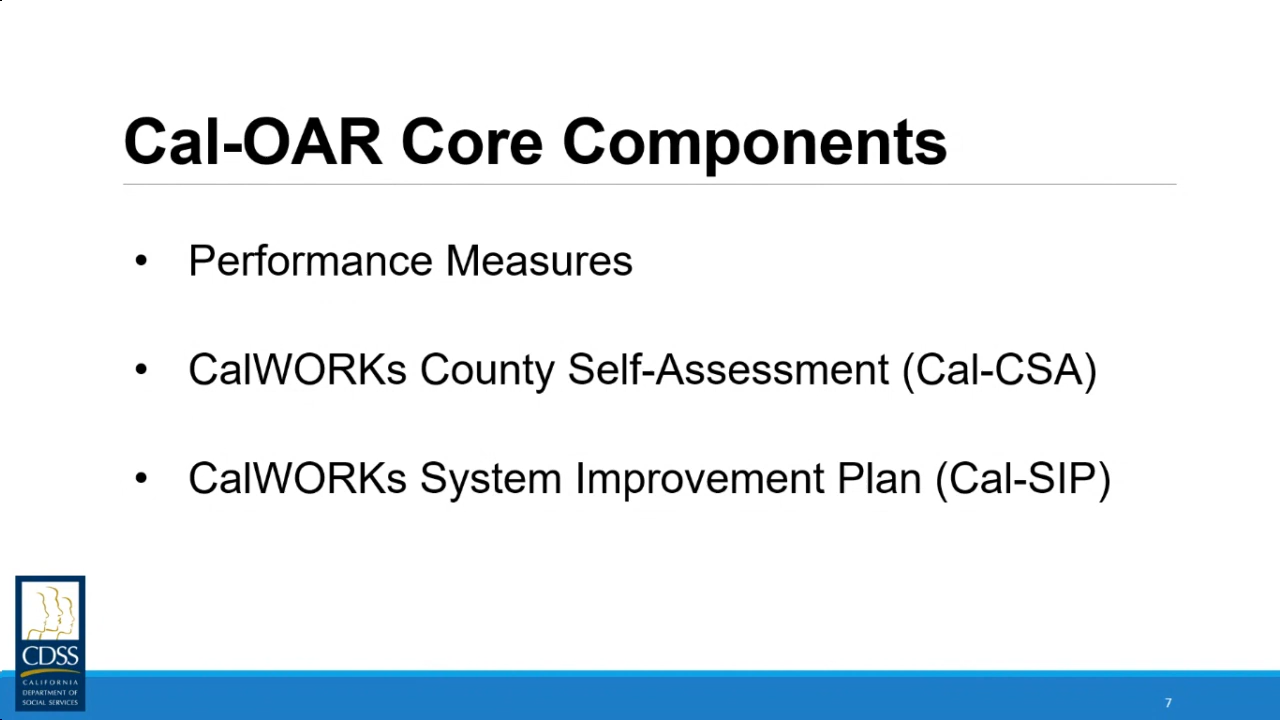 Cal-OAR Core Components
• Performance Measures
• CalWORKs County Self-Assessment (Cal-CSA)
• CalWORKs System Improvement Plan (Cal-SIP)
CDSS
CALIFORNIA
DEPARTMENT OF
SOCIAL SERVICES
7